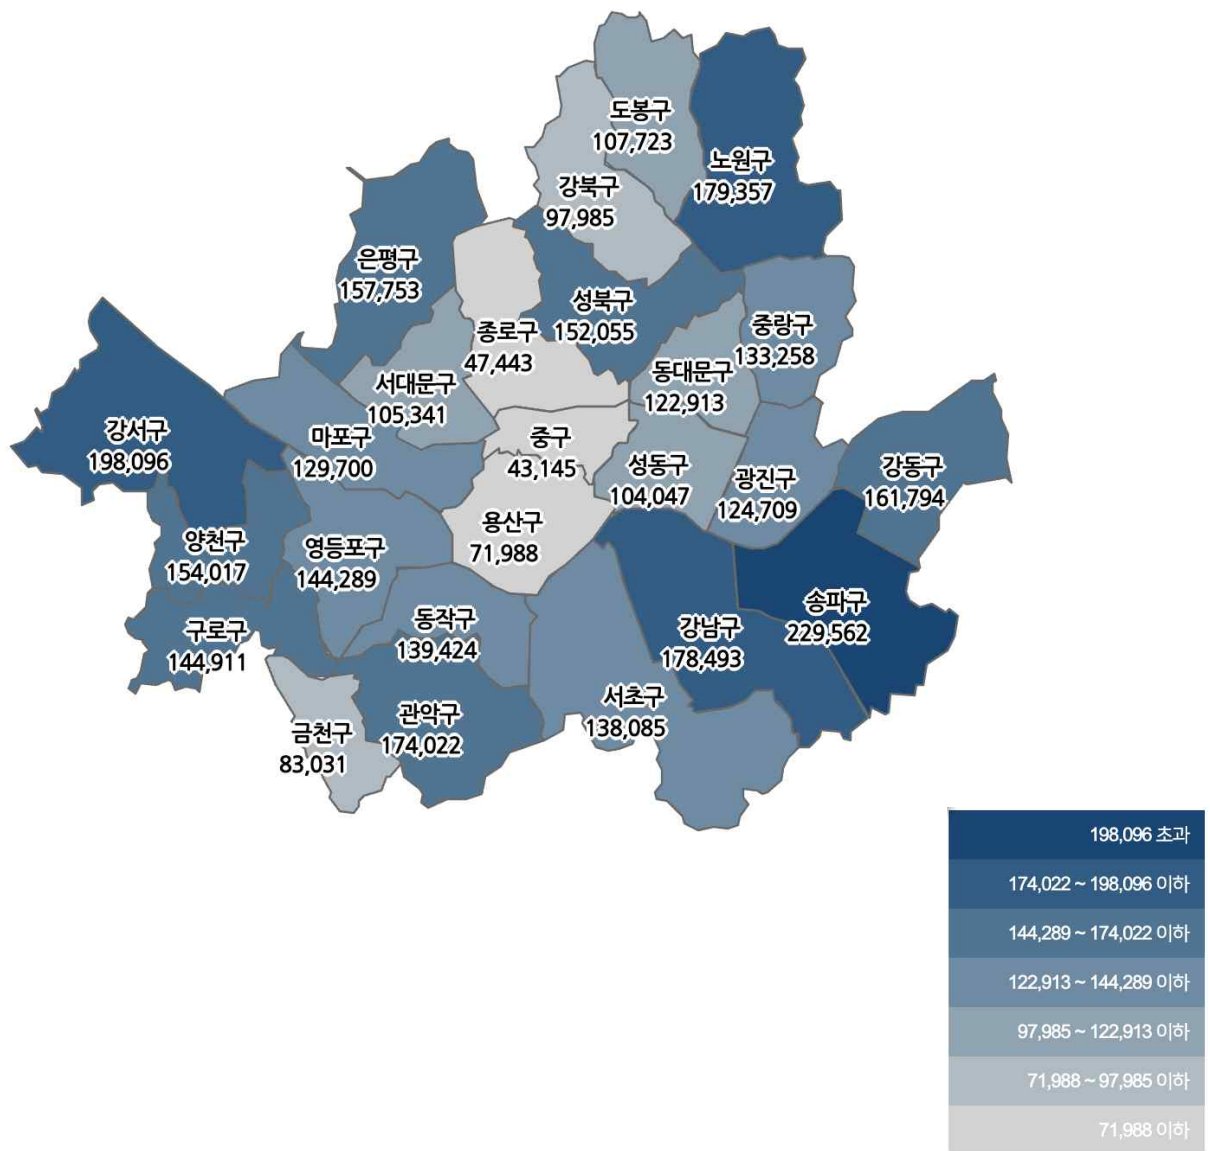 도봉구
107,723
노원구
179,357
강북구
97,985
은평구
157,753
성북구
152,055
종로구
47,443
중랑구
133,258
동대문구
122,913
서대문구
105,341
강서구
198,096
마포구
129,700
중구
43,145
성동구
104,047
광진구
124,709
강동구
161,794
양천구
154,017
영등포구
144,289
용산구
71,988
구로구
144,911
동작구
139,424
강남구
178,493
송파구
229,562
금천구
83,031
관악구
174,022
서초구
138,085
198,096 초과
174,022 ~ 198,096 이하
144,289 ~ 174,022 이하
122,913 ~ 144,289 이하
97,985 ~ 122,913 이하
71,988 ~ 97,985 이하
71,988 이하